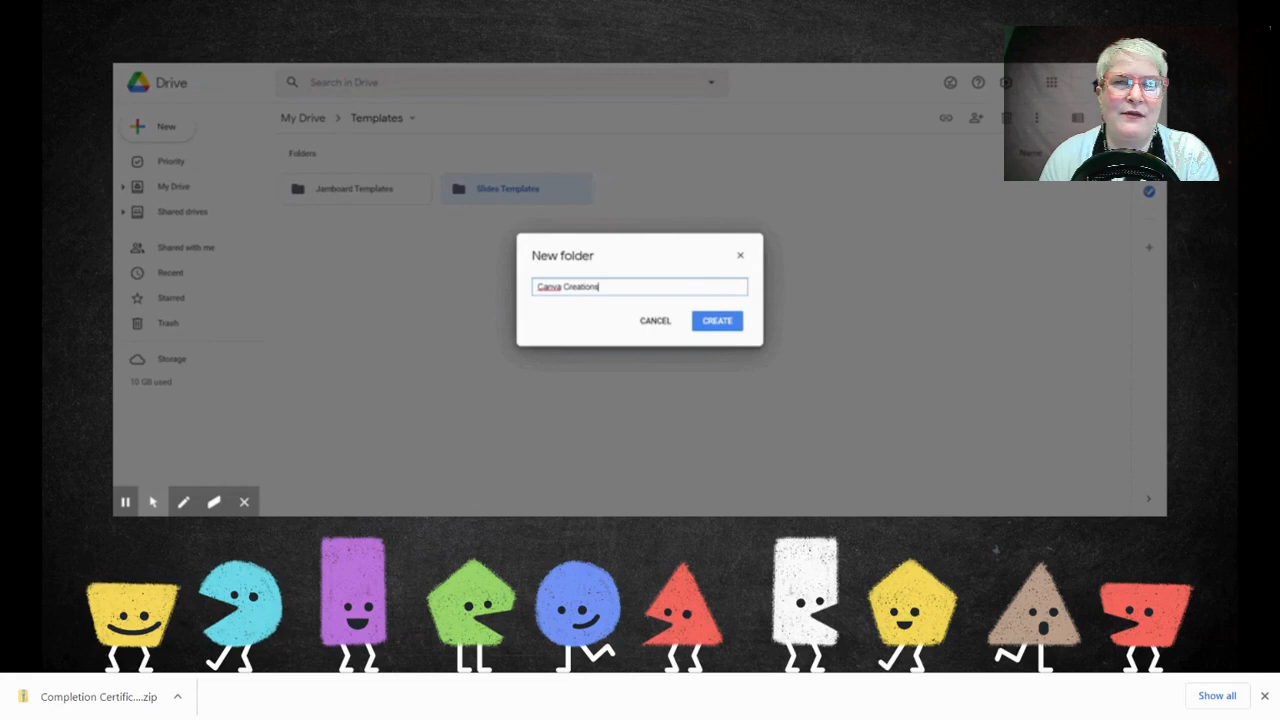 Drive
Search in Drive
New
My Drive > Templates
Folders
Name
Priority
My Drive
Shared drives
Shared with me
Recent
Starred
Trash
Storage
10 GB used
Jamboard Templates
Slides Templates
New folder
Canva Creations
CANCEL
CREATE
Completion Certific....zip
Show all